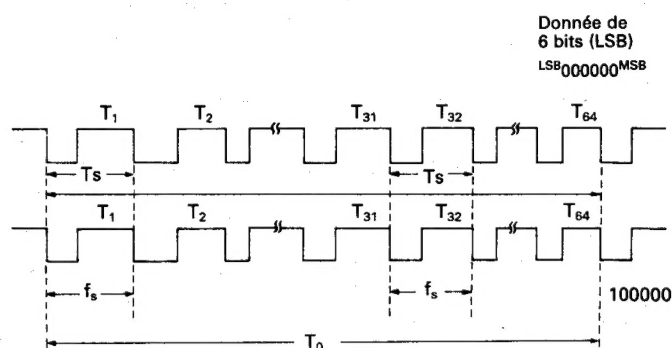 Donnée de
6 bits (LSB)
LSB000000MSB
T1 T2 T31 T32 T64
Ts Ts
T1 T2 T31 T32 T64
fs fs 100000
T0